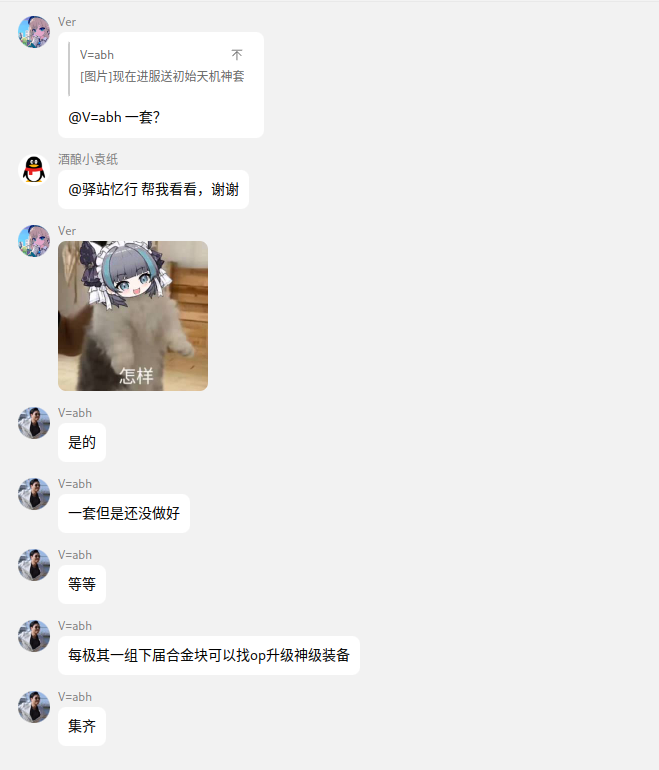 Ver
V=abh 不
[图片]现在进服送初始天机神套
@V=abh 一套?
酒酿小袁纸
@驿站忆行 帮我看看，谢谢
Ver
怎样
V=abh
是的
V=abh
一套但是还没做好
V=abh
等等
V=abh
每极其一组下届合金块可以找op升级神级装备
V=abh
集齐